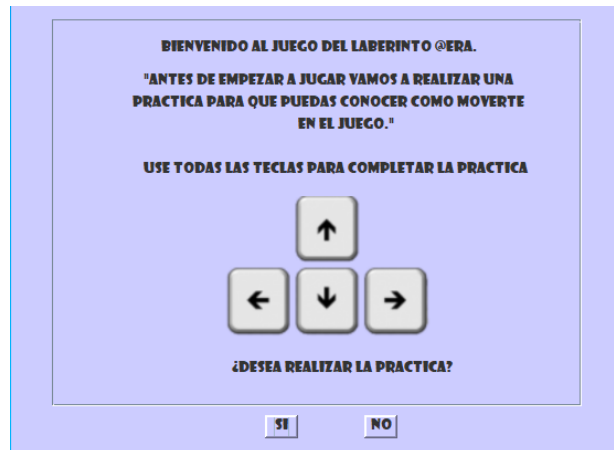 BIENVENIDO AL JUEGO DEL LABERINTO @ERA.
"ANTES DE EMPEZAR A JUGAR VAMOS A REALIZAR UNA
PRACTICA PARA QUE PUEDAS CONOCER COMO MOVERTE
EN EL JUEGO."
USE TODAS LAS TECLAS PARA COMPLETAR LA PRACTICA
¿DESEA REALIZAR LA PRACTICA?
SI NO